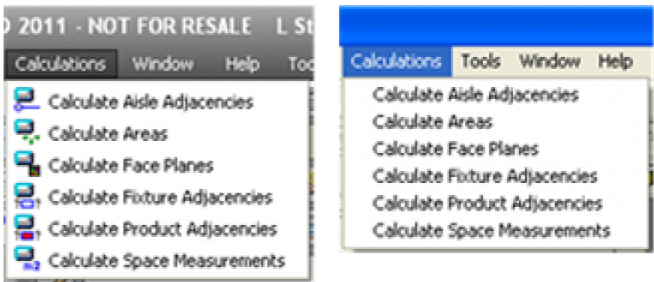 2011 - NOT FOR RESALE L St
Calculations Window Help Too
Calculate Aisle Adjacencies
Calculate Areas
Calculate Face Planes
Calculate Fixture Adjacencies
Calculate Product Adjacencies
Calculate Space Measurements
Calculations Tools Window Help
Calculate Aisle Adjacencies
Calculate Areas
Calculate Face Planes
Calculate Fixture Adjacencies
Calculate Product Adjacencies
Calculate Space Measurements